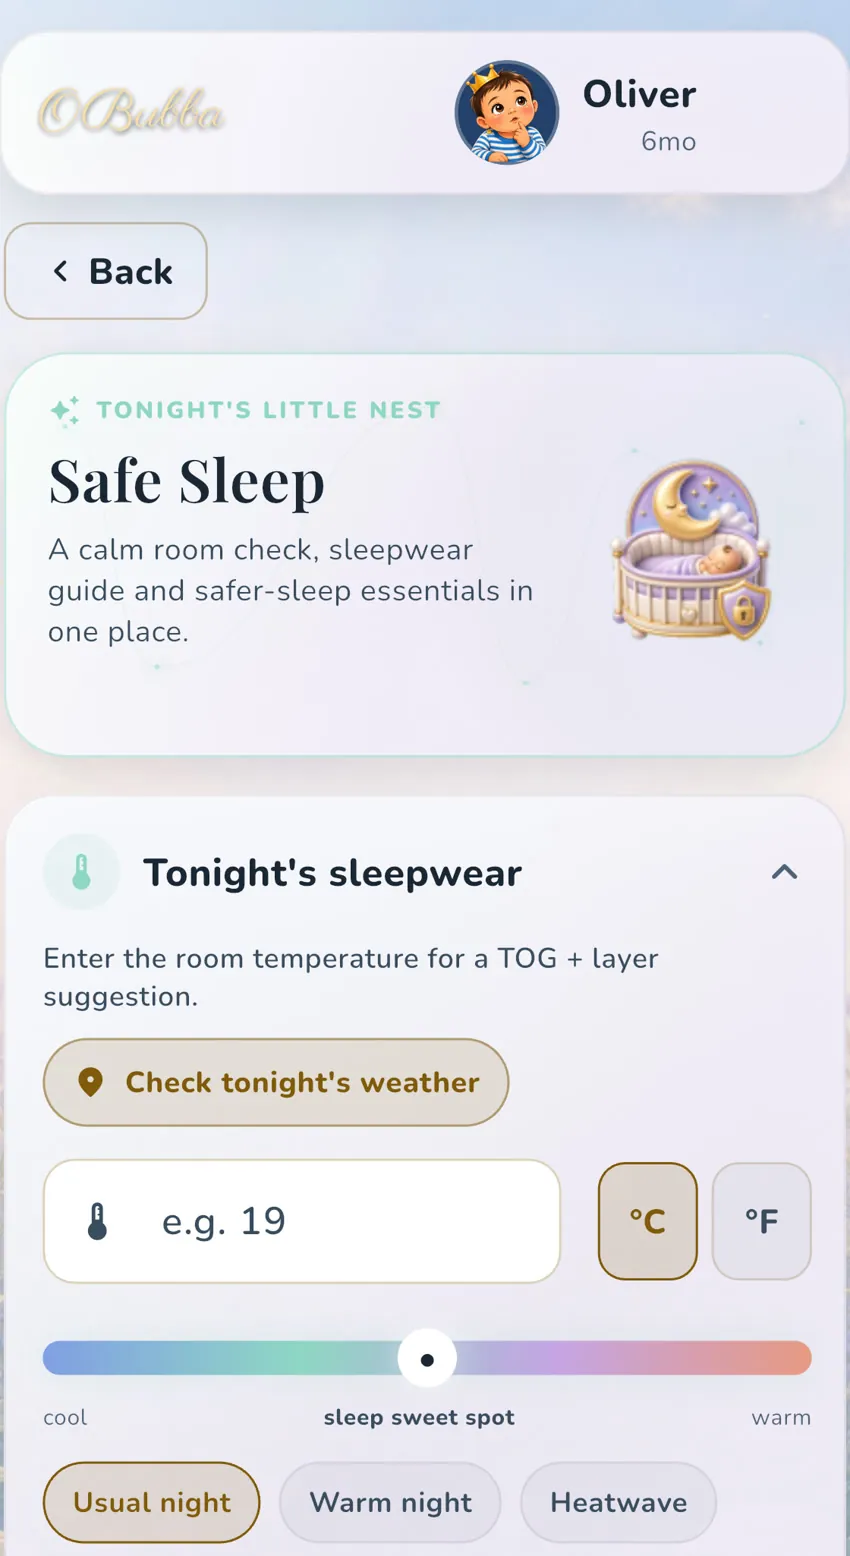 OBubba
Oliver
6mo
Back
TONIGHT'S LITTLE NEST
Safe Sleep
A calm room check, sleepwear
guide and safer-sleep essentials in
one place.
Tonight's sleepwear
Enter the room temperature for a TOG + layer
suggestion.
Check tonight's weather
e.g. 19
°C
°F
cool
sleep sweet spot
warm
Usual night
Warm night
Heatwave